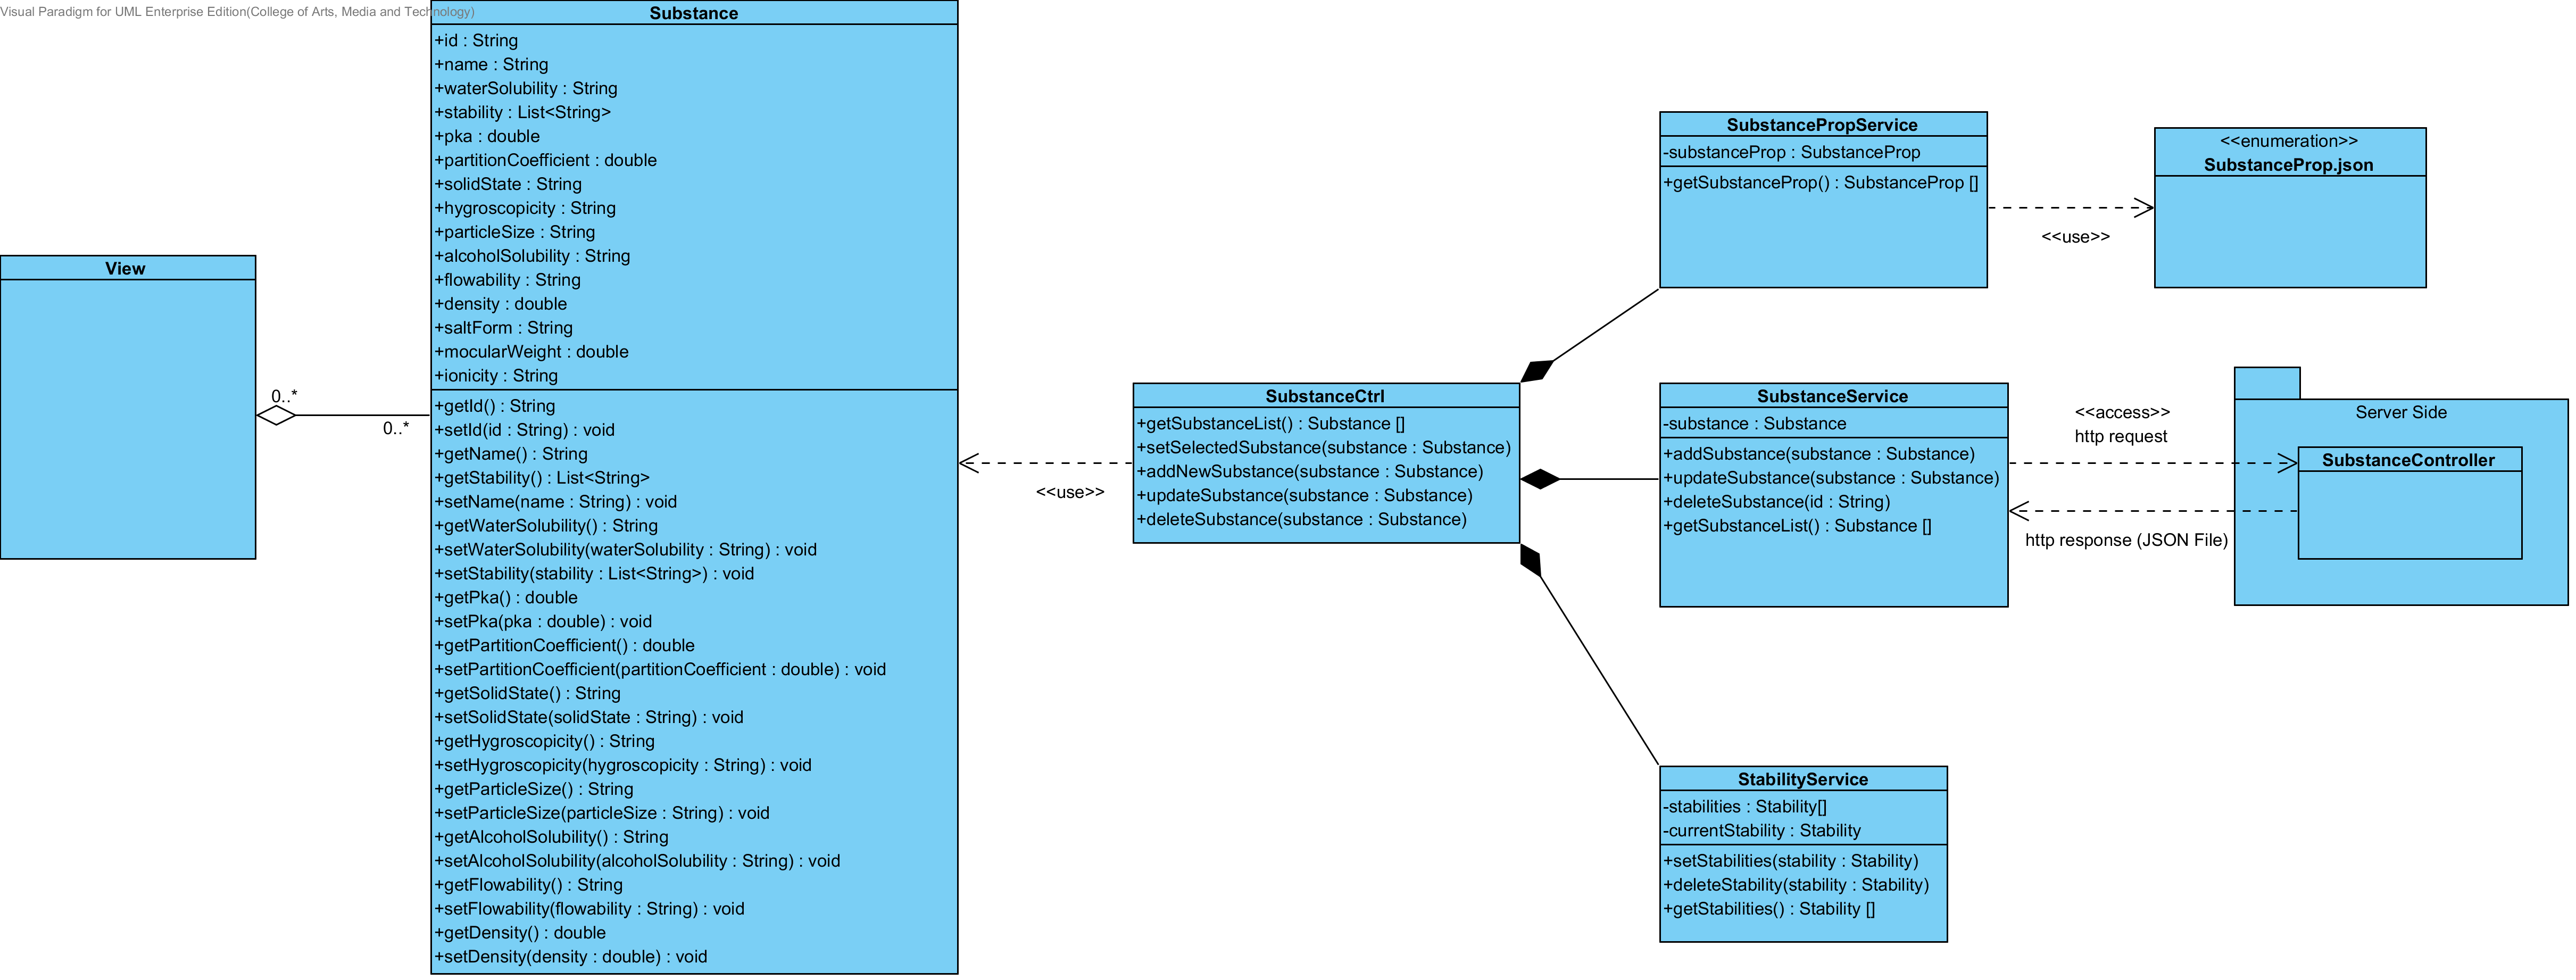 Visual Paradigm for UML Enterprise Edition(College of Arts, Media and Technology)
View
0..*
0..*
Substance
+id : String
+name : String
+waterSolubility : String
+stability : List<String>
+pka : double
+partitionCoefficient : double
+solidState : String
+hygroscopicity : String
+particleSize : String
+alcoholSolubility : String
+flowability : String
+density : double
+saltForm : String
+mocularWeight : double
+ionicity : String
+getId() : String
+setId(id : String) : void
+getName() : String
+getStability() : List<String>
+setName(name : String) : void
+getWaterSolubility() : String
+setWaterSolubility(waterSolubility : String) : void
+setStability(stability : List<String>) : void
+getPka() : double
+setPka(pka : double) : void
+getPartitionCoefficient() : double
+setPartitionCoefficient(partitionCoefficient : double) : void
+getSolidState() : String
+setSolidState(solidState : String) : void
+getHygroscopicity() : String
+setHygroscopicity(hygroscopicity : String) : void
+getParticleSize() : String
+setParticleSize(particleSize : String) : void
+getAlcoholSolubility() : String
+setAlcoholSolubility(alcoholSolubility : String) : void
+getFlowability() : String
+setFlowability(flowability : String) : void
+getDensity() : double
+setDensity(density : double) : void
<<use>>
SubstanceCtrl
+getSubstanceList() : Substance []
+setSelectedSubstance(substance : Substance)
+addNewSubstance(substance : Substance)
+updateSubstance(substance : Substance)
+deleteSubstance(substance : Substance)
SubstancePropService
-substanceProp : SubstanceProp
+getSubstanceProp() : SubstanceProp []
<<use>>
<<enumeration>>
SubstanceProp.json
SubstanceService
-substance : Substance
+addSubstance(substance : Substance)
+updateSubstance(substance : Substance)
+deleteSubstance(id : String)
+getSubstanceList() : Substance []
<<access>>
http request
http response (JSON File)
Server Side
SubstanceController
StabilityService
-stabilities : Stability[]
-currentStability : Stability
+setStabilities(stability : Stability)
+deleteStability(stability : Stability)
+getStabilities() : Stability []